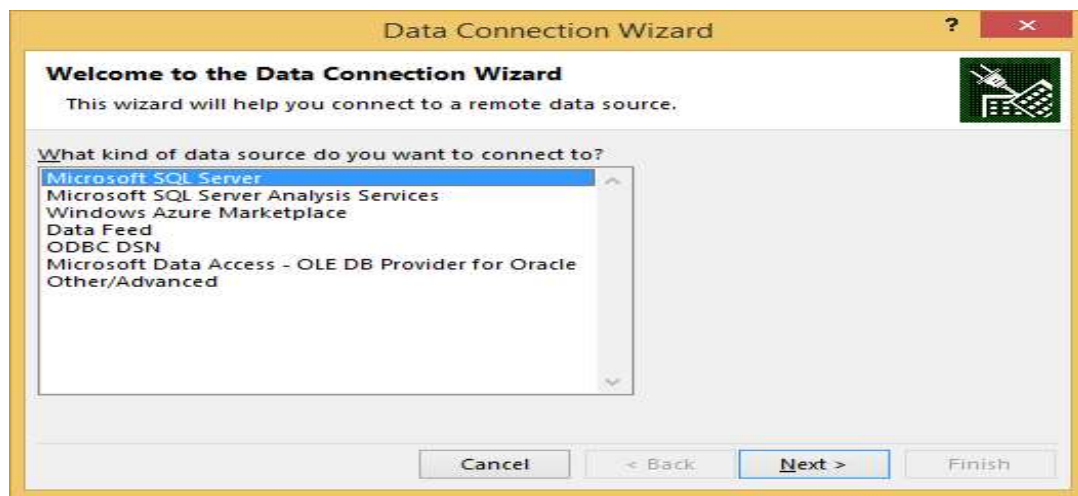 Data Connection Wizard
?
Welcome to the Data Connection Wizard
This wizard will help you connect to a remote data source.
What kind of data source do you want to connect to?
Microsoft SQL Server
Microsoft SQL Server Analysis Services
Windows Azure Marketplace
Data Feed
ODBC DSN
Microsoft Data Access - OLE DB Provider for Oracle
Other/Advanced
Cancel < Back Next > Finish